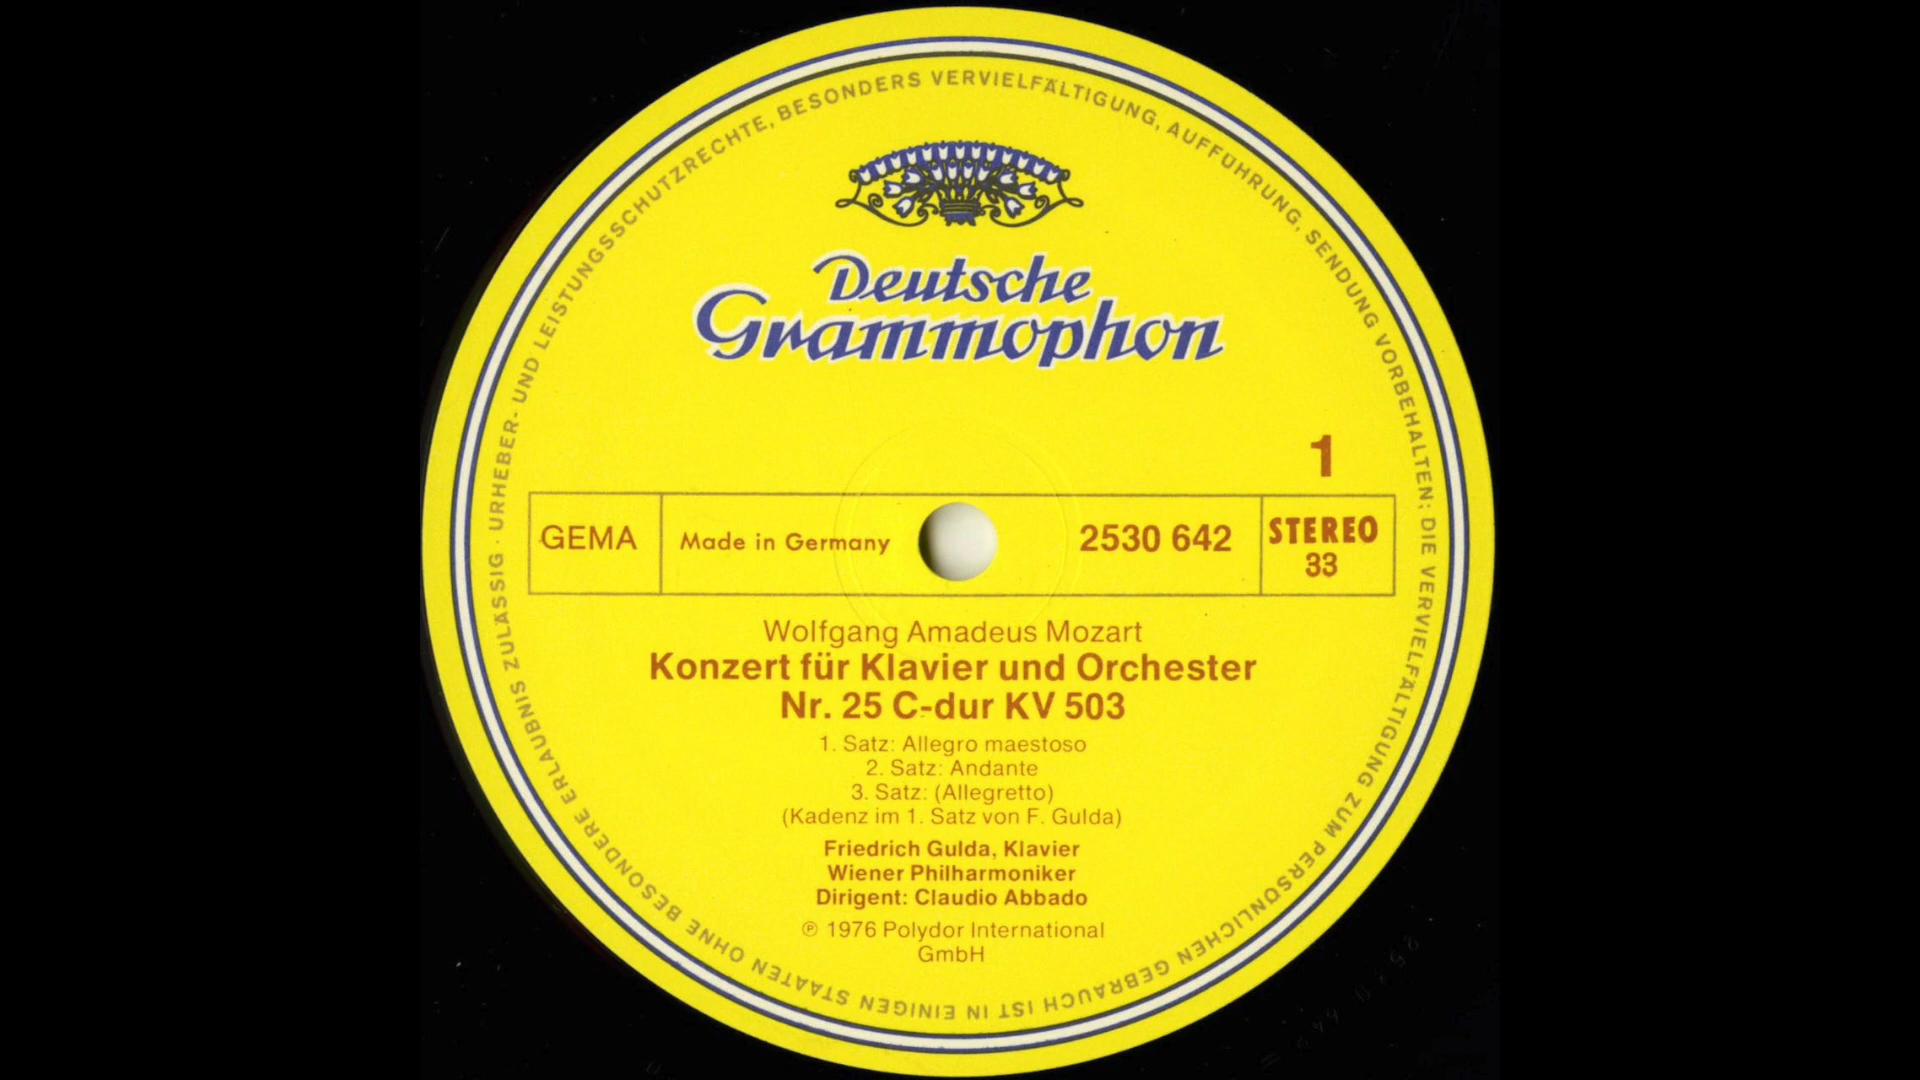 URHEBER- UND LEISTUNGSSCHUTZRECHTE, BESONDERS VERVIELFÄLTIGUNG, AUFFÜHRUNG, SENDUNG VORBEHALTEN; DIE VERVIELFÄLTIGUNG ZUM PERSÖNLICHEN GEBRAUCH IST IN EINIGEN STAATEN OHNE BESONDERE ERLAUBNIS ZULÄSSIG ·
Deutsche
Grammophon
1
GEMA
Made in Germany
2530 642
STEREO
33
Wolfgang Amadeus Mozart
Konzert für Klavier und Orchester
Nr. 25 C-dur KV 503
1. Satz: Allegro maestoso
2. Satz: Andante
3. Satz: (Allegretto)
(Kadenz im 1. Satz von F. Gulda)
Friedrich Gulda, Klavier
Wiener Philharmoniker
Dirigent: Claudio Abbado
℗ 1976 Polydor International
GmbH